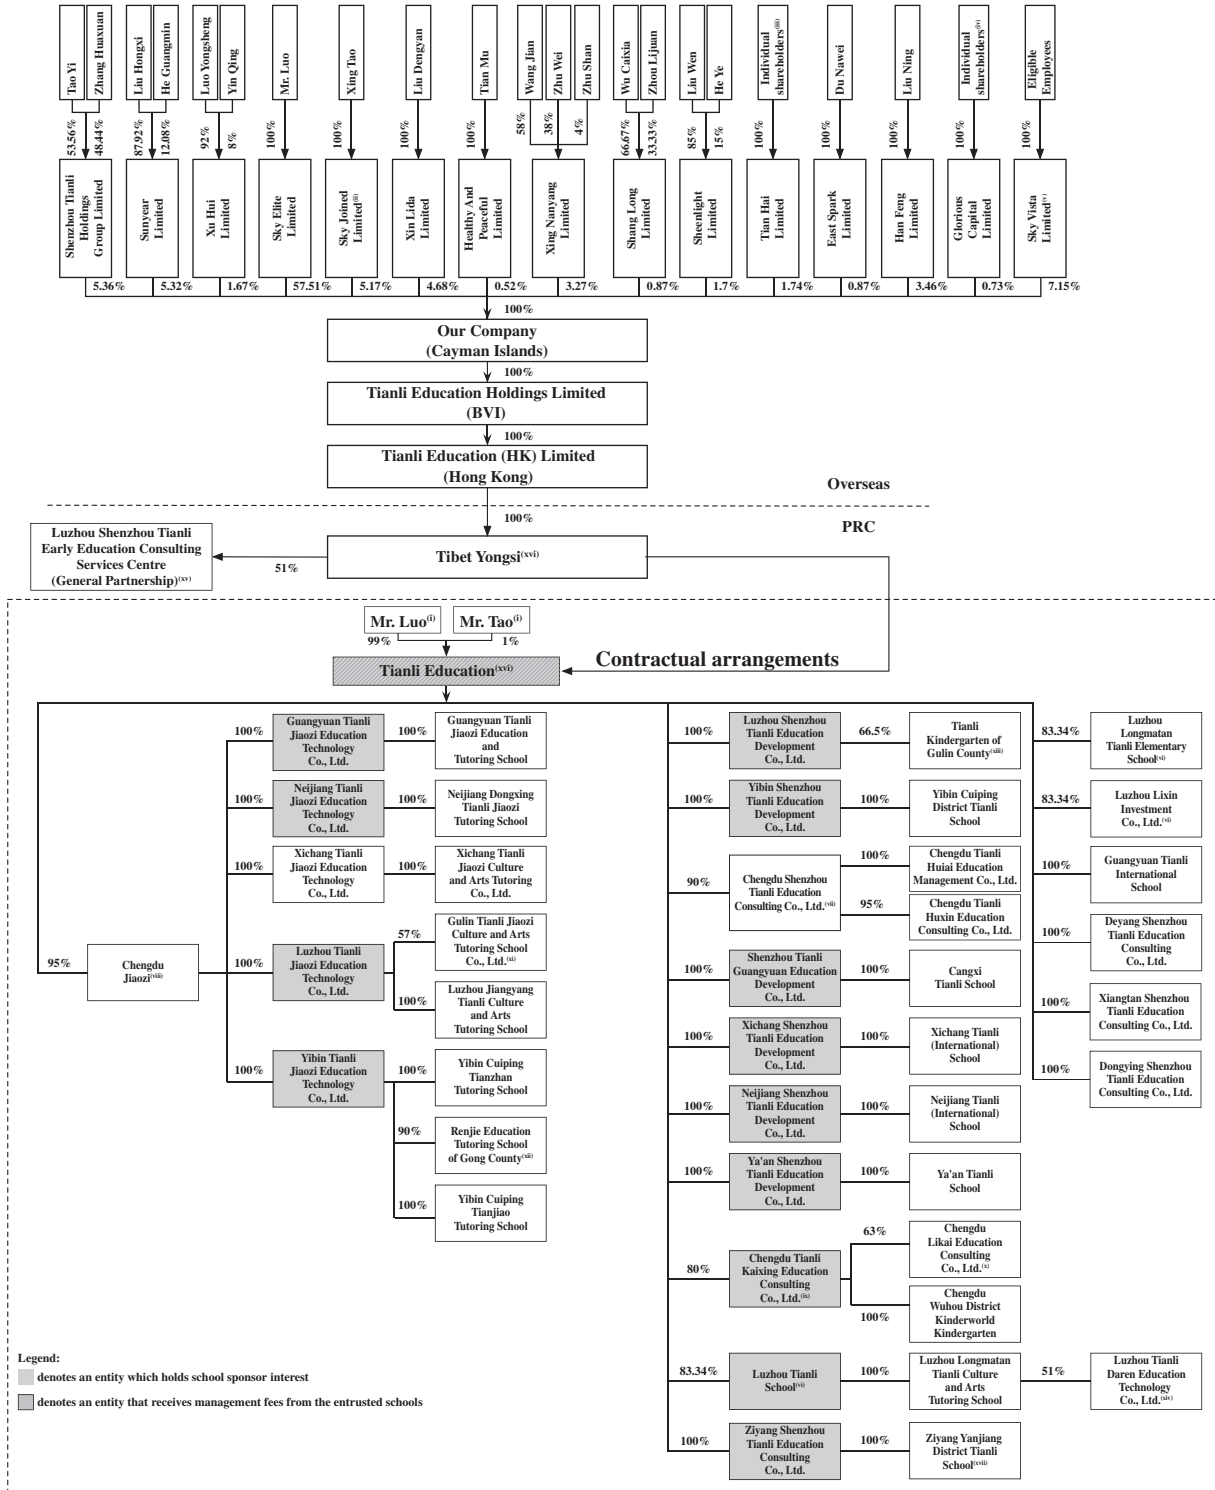 Tao Yi
Zhang Huaxuan
Liu Hongxi
He Guangmin
Luo Yongsheng
Yin Qing
Mr. Luo
Xing Tao
Liu Dengyan
Tian Mu
Wang Jian
Zhu Wei
Zhu Shan
Wu Caixia
Zhou Lijuan
Liu Wen
He Ye
Individual
shareholders(iii)
Du Nawei
Liu Ning
Individual
shareholders(iv)
Eligible
Employees
53.56%
48.44%
87.92%
12.08%
92%
8%
100%
100%
100%
100%
58%
38%
4%
66.67%
33.33%
85%
15%
100%
100%
100%
100%
100%
Shenzhou Tianli
Holdings
Group Limited
Sunyear
Limited
Xu Hui
Limited
Sky Elite
Limited
Sky Joined
Limited(ii)
Xin Lida
Limited
Healthy And
Peaceful
Limited
Xing Nanyang
Limited
Shang Long
Limited
Sheenlight
Limited
Tian Hai
Limited
East Spark
Limited
Han Feng
Limited
Glorious
Capital
Limited
Sky Vista
Limited(v)
5.36%
5.32%
1.67%
57.51%
5.17%
4.68%
0.52%
3.27%
0.87%
1.7%
1.74%
0.87%
3.46%
0.73%
7.15%
100%
Our Company
(Cayman Islands)
100%
Tianli Education Holdings Limited
(BVI)
100%
Tianli Education (HK) Limited
(Hong Kong)
Overseas
100%
PRC
Luzhou Shenzhou Tianli
Early Education Consulting
Services Centre
(General Partnership)(xv)
51%
Tibet Yongsi(xvi)
Mr. Luo(i)
Mr. Tao(i)
99%
1%
Tianli Education(xvi)
Contractual arrangements
95%
Chengdu
Jiaozi(viii)
100%
Guangyuan Tianli
Jiaozi Education
Technology
Co., Ltd.
100%
Guangyuan Tianli
Jiaozi Education
and
Tutoring School
100%
Neijiang Tianli
Jiaozi Education
Technology
Co., Ltd.
100%
Neijiang Dongxing
Tianli Jiaozi
Tutoring School
100%
Xichang Tianli
Jiaozi Education
Technology
Co., Ltd.
100%
Xichang Tianli
Jiaozi Culture
and Arts Tutoring
Co., Ltd.
100%
Luzhou Tianli
Jiaozi Education
Technology
Co., Ltd.
57%
Gulin Tianli Jiaozi
Culture and Arts
Tutoring School
Co., Ltd.(xi)
100%
Luzhou Jiangyang
Tianli Culture
and Arts
Tutoring School
100%
Yibin Tianli
Jiaozi Education
Technology
Co., Ltd.
100%
Yibin Cuiping
Tianzhan
Tutoring School
90%
Renjie Education
Tutoring School
of Gong County(xii)
100%
Yibin Cuiping
Tianjiao
Tutoring School
100%
Luzhou Shenzhou
Tianli Education
Development
Co., Ltd.
66.5%
Tianli
Kindergarten of
Gulin County(xiii)
100%
Yibin Shenzhou
Tianli Education
Development
Co., Ltd.
100%
Yibin Cuiping
District Tianli
School
90%
Chengdu Shenzhou
Tianli Education
Consulting Co., Ltd.(vii)
100%
Chengdu Tianli
Huiai Education
Management Co., Ltd.
95%
Chengdu Tianli
Huxin Education
Consulting Co., Ltd.
100%
Shenzhou Tianli
Guangyuan Education
Development
Co., Ltd.
100%
Cangxi
Tianli School
100%
Xichang Shenzhou
Tianli Education
Development
Co., Ltd.
100%
Xichang Tianli
(International)
School
100%
Neijiang Shenzhou
Tianli Education
Development
Co., Ltd.
100%
Neijiang Tianli
(International)
School
100%
Ya'an Shenzhou
Tianli Education
Development
Co., Ltd.
100%
Ya'an Tianli
School
80%
Chengdu Tianli
Kaixing Education
Consulting
Co., Ltd.(ix)
63%
Chengdu
Likai Education
Consulting
Co., Ltd.(x)
100%
Chengdu
Wuhou District
Kinderworld
Kindergarten
83.34%
Luzhou Tianli
School(vi)
100%
Luzhou Longmatan
Tianli Culture
and Arts
Tutoring School
51%
Luzhou Tianli
Daren Education
Technology
Co., Ltd.(xiv)
100%
Ziyang Shenzhou
Tianli Education
Consulting
Co., Ltd.
100%
Ziyang Yanjiang
District Tianli
School(xvii)
83.34%
Luzhou
Longmatan
Tianli Elementary
School(vi)
83.34%
Luzhou Lixin
Investment
Co., Ltd.(vi)
100%
Guangyuan Tianli
International
School
100%
Deyang Shenzhou
Tianli Education
Consulting
Co., Ltd.
100%
Xiangtan Shenzhou
Tianli Education
Consulting Co., Ltd.
100%
Dongying Shenzhou
Tianli Education
Consulting Co., Ltd.
Legend:
denotes an entity which holds school sponsor interest
denotes an entity that receives management fees from the entrusted schools